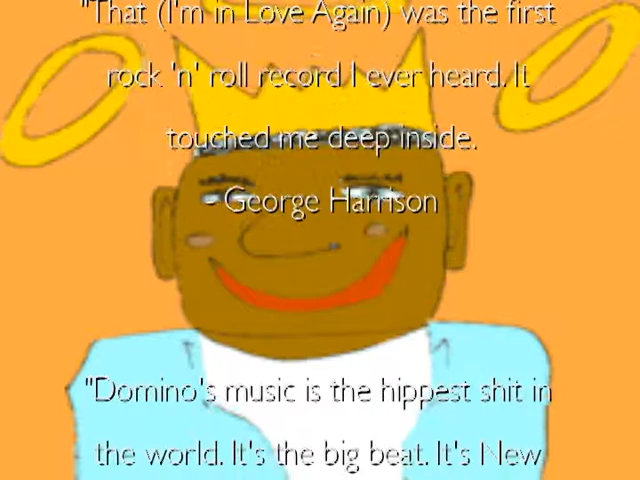 "That (I'm in Love Again) was the first
rock 'n' roll record I ever heard. It
touched me deep inside.
- George Harrison
"Domino's music is the hippest shit in
the world. It's the big beat. It's New